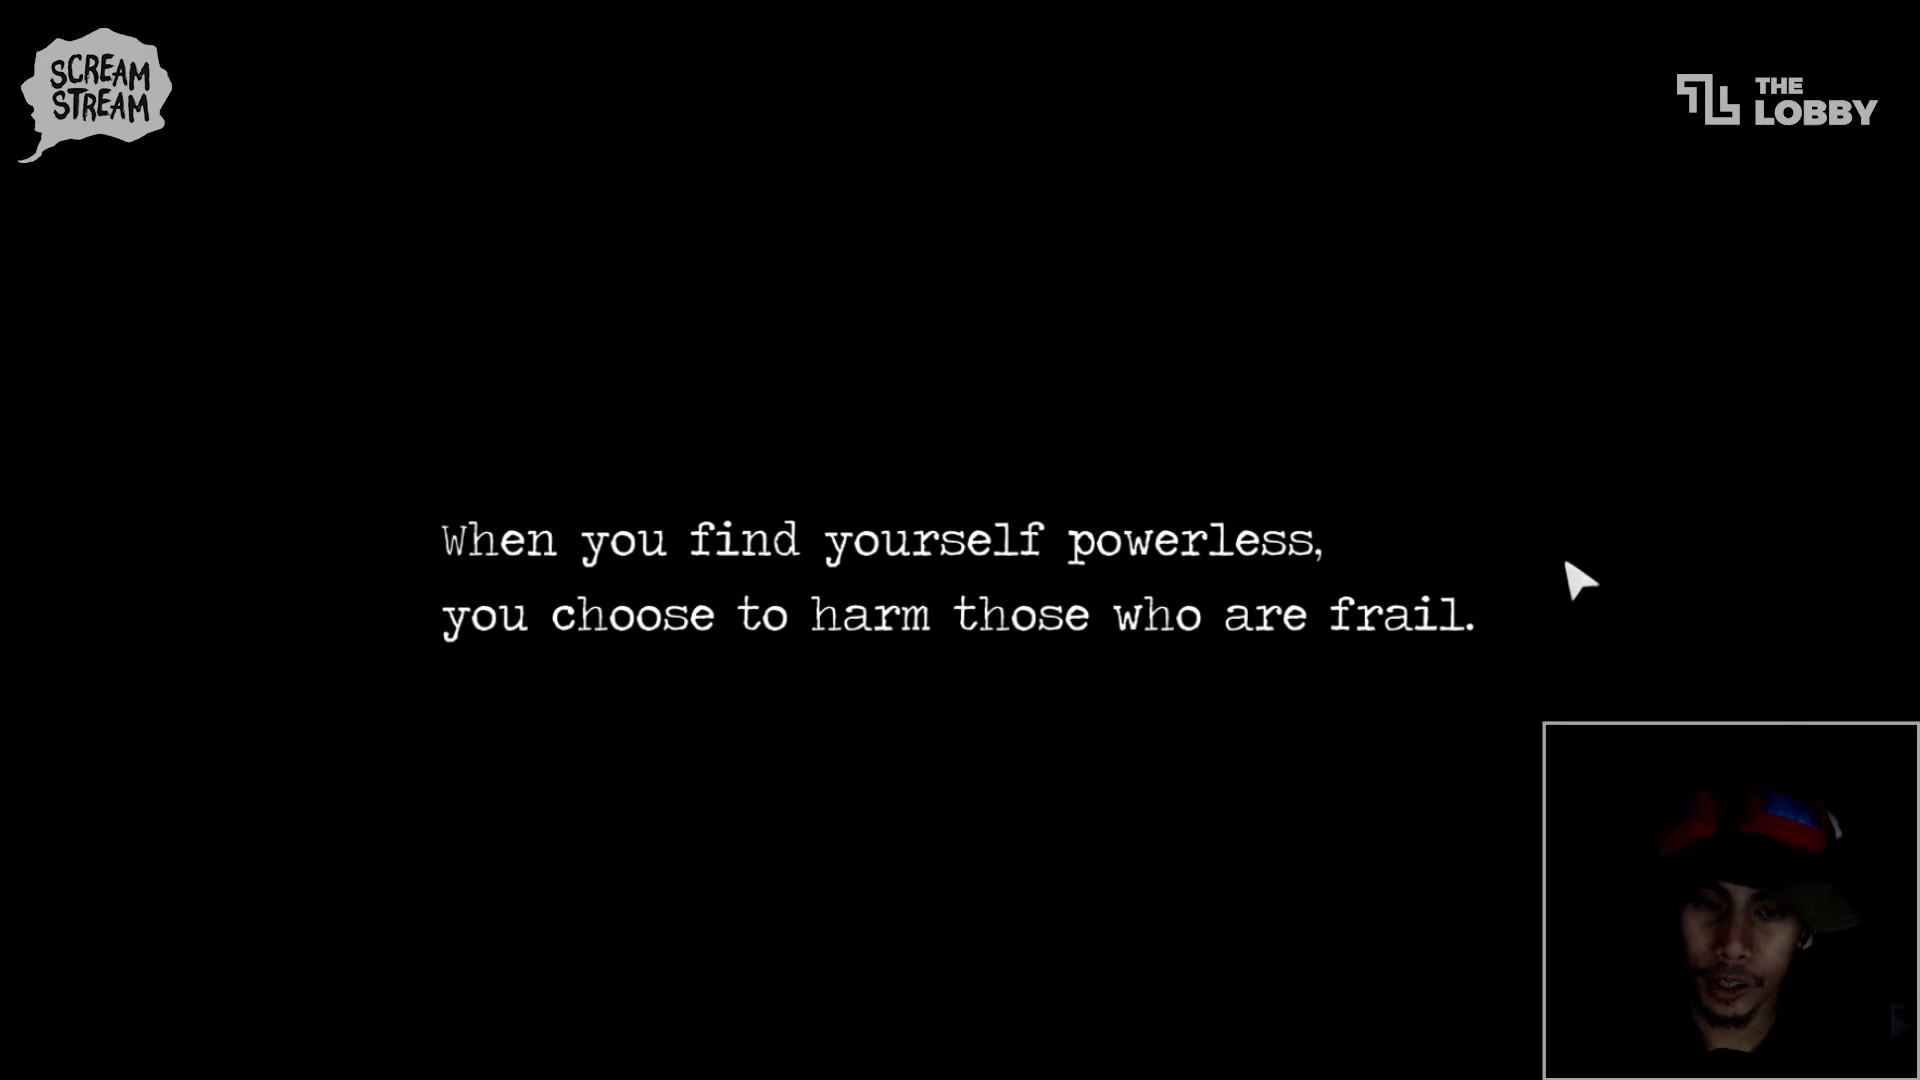 SCREAM
STREAM
THE
LOBBY
When you find yourself powerless,
you choose to harm those who are frail.